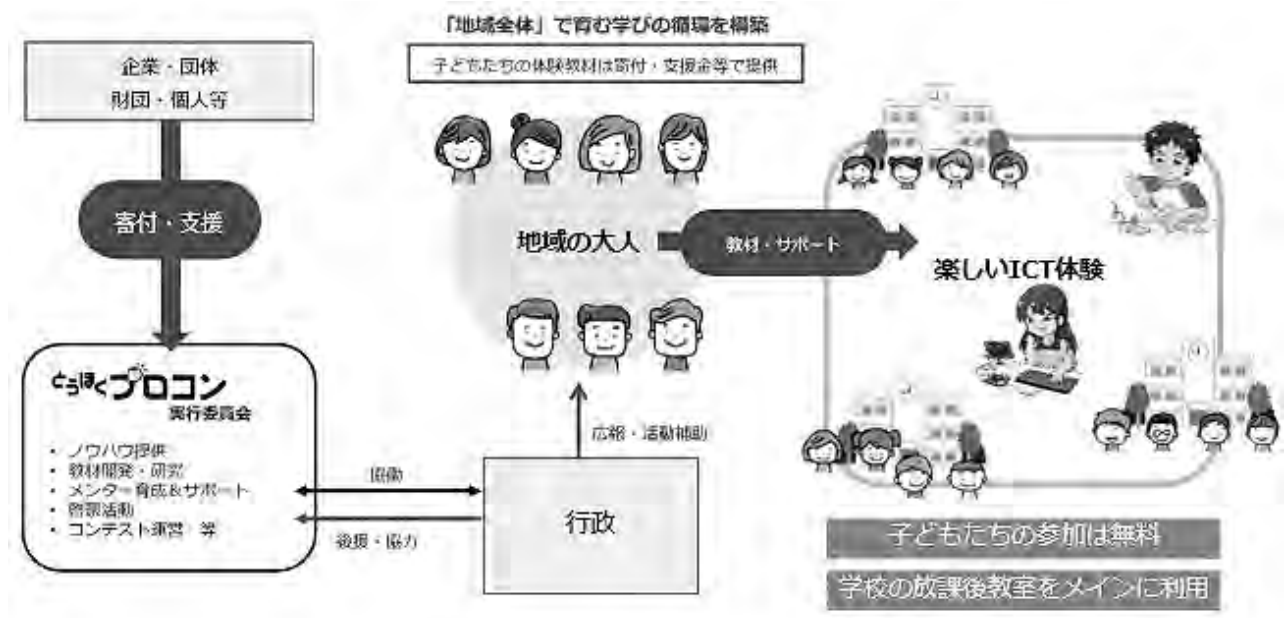 「地域全体」で育む学びの循環を構築
子どもたちの体験教材は寄付・支援金等で提供
企業・団体
財団・個人等
寄付・支援
とうほくプロコン
実行委員会
・ ノウハウ提供
・ 教材開発・研究
・ メンター育成&サポート
・ 啓蒙活動
・ コンテスト運営 等
協働
後援・協力
行政
広報・活動補助
地域の大人
教材・サポート
楽しいICT体験
子どもたちの参加は無料
学校の放課後教室をメインに利用